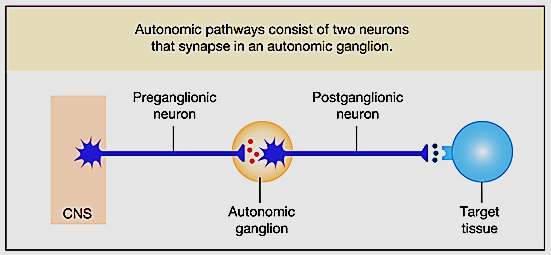 Autonomic pathways consist of two neurons
that synapse in an autonomic ganglion.
Preganglionic
neuron
Postganglionic
neuron
CNS
Autonomic
ganglion
Target
tissue